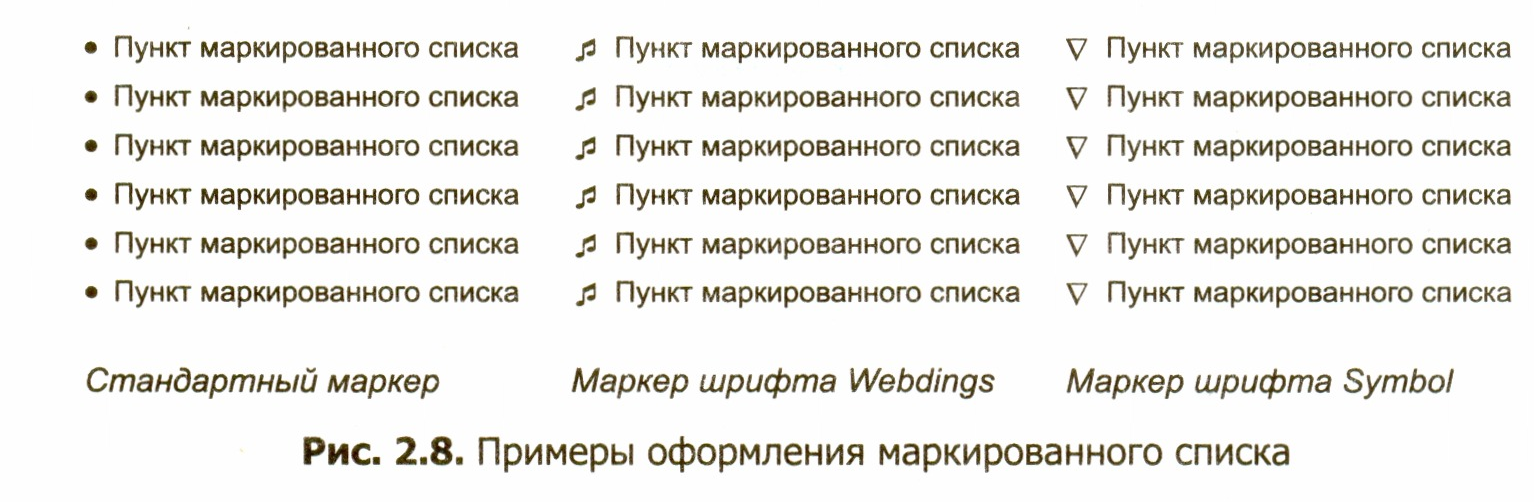 • Пункт маркированного списка ♫ Пункт маркированного списка ∇ Пункт маркированного списка
• Пункт маркированного списка ♫ Пункт маркированного списка ∇ Пункт маркированного списка
• Пункт маркированного списка ♫ Пункт маркированного списка ∇ Пункт маркированного списка
• Пункт маркированного списка ♫ Пункт маркированного списка ∇ Пункт маркированного списка
• Пункт маркированного списка ♫ Пункт маркированного списка ∇ Пункт маркированного списка
• Пункт маркированного списка ♫ Пункт маркированного списка ∇ Пункт маркированного списка
Стандартный маркер Маркер шрифта Webdings Маркер шрифта Symbol
Рис. 2.8. Примеры оформления маркированного списка